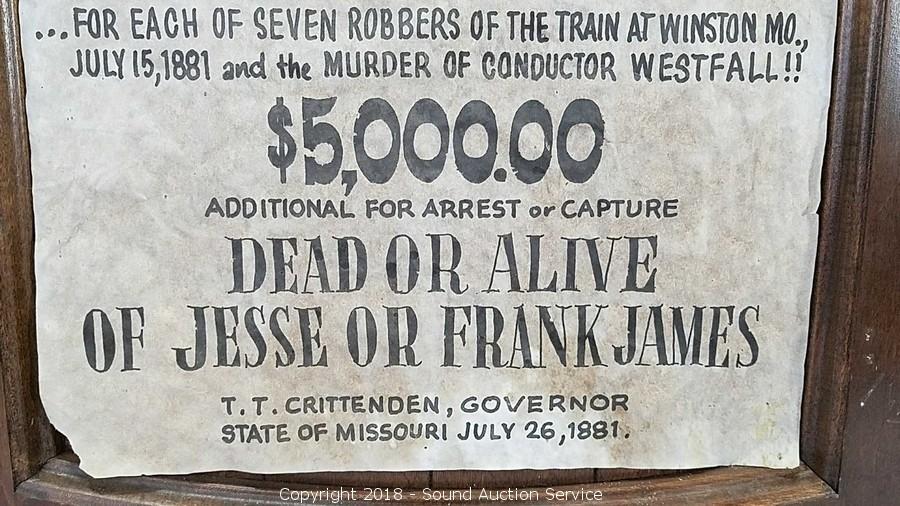 ...FOR EACH OF SEVEN ROBBERS OF THE TRAIN AT WINSTON MO.,
JULY 15, 1881 and the MURDER OF CONDUCTOR WESTFALL!!
$5,000.00
ADDITIONAL FOR ARREST or CAPTURE
DEAD OR ALIVE
OF JESSE OR FRANK JAMES
T. T. CRITTENDEN, GOVERNOR
STATE OF MISSOURI JULY 26, 1881.
Copyright 2018 - Sound Auction Service